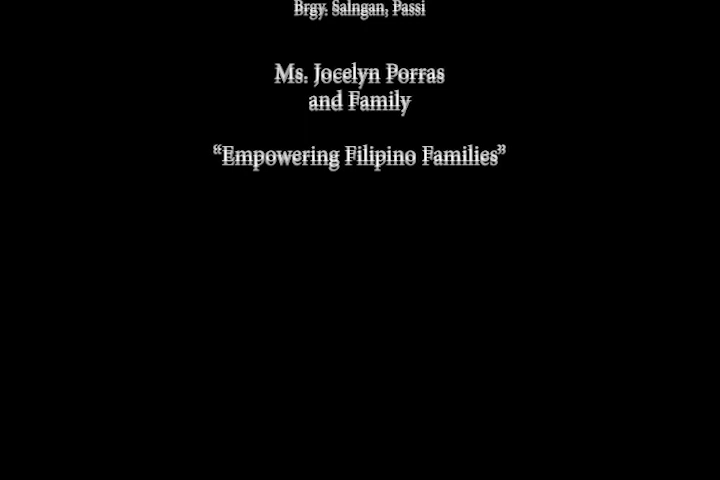 Brgy. Salngan, Passi
Ms. Jocelyn Porras
and Family
“Empowering Filipino Families”